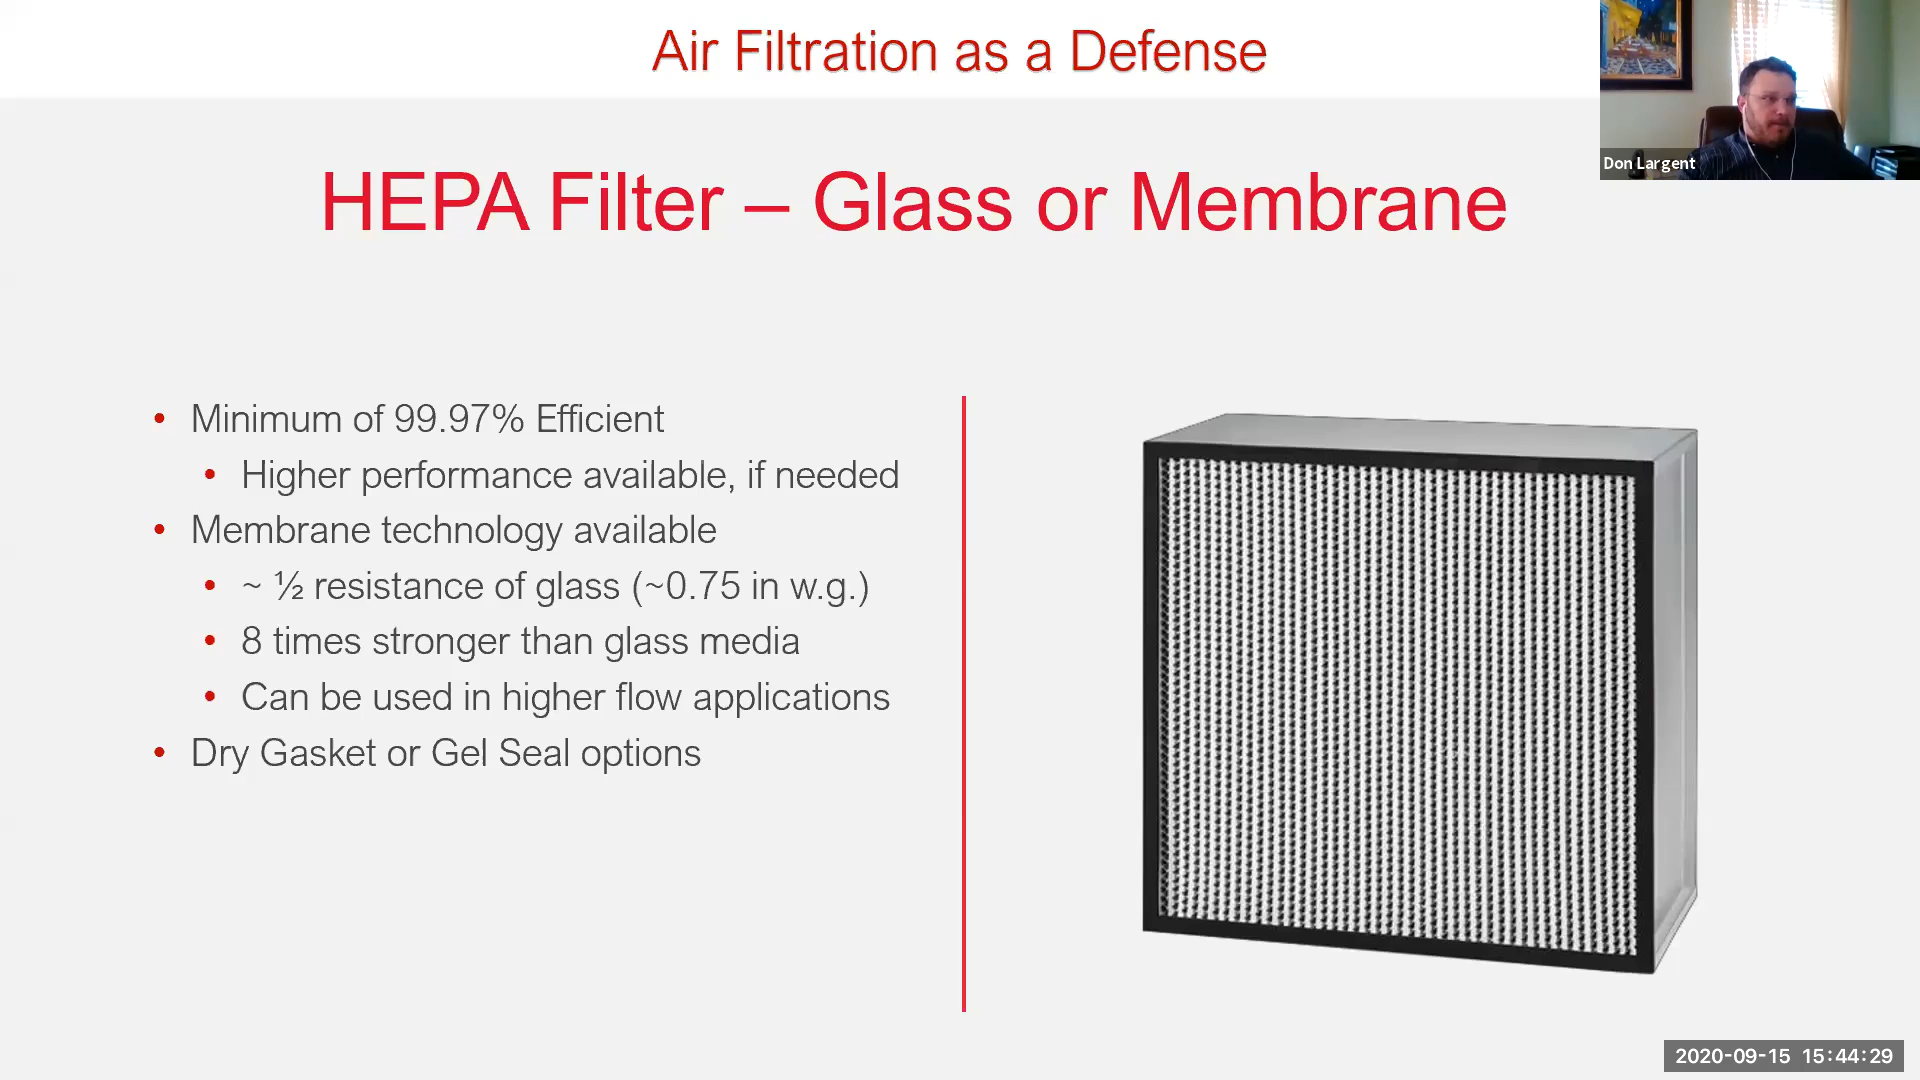 Air Filtration as a Defense
Don Largent
HEPA Filter – Glass or Membrane
• Minimum of 99.97% Efficient
• Higher performance available, if needed
• Membrane technology available
• ~ ½ resistance of glass (~0.75 in w.g.)
• 8 times stronger than glass media
• Can be used in higher flow applications
• Dry Gasket or Gel Seal options
2020-09-15 15:44:29